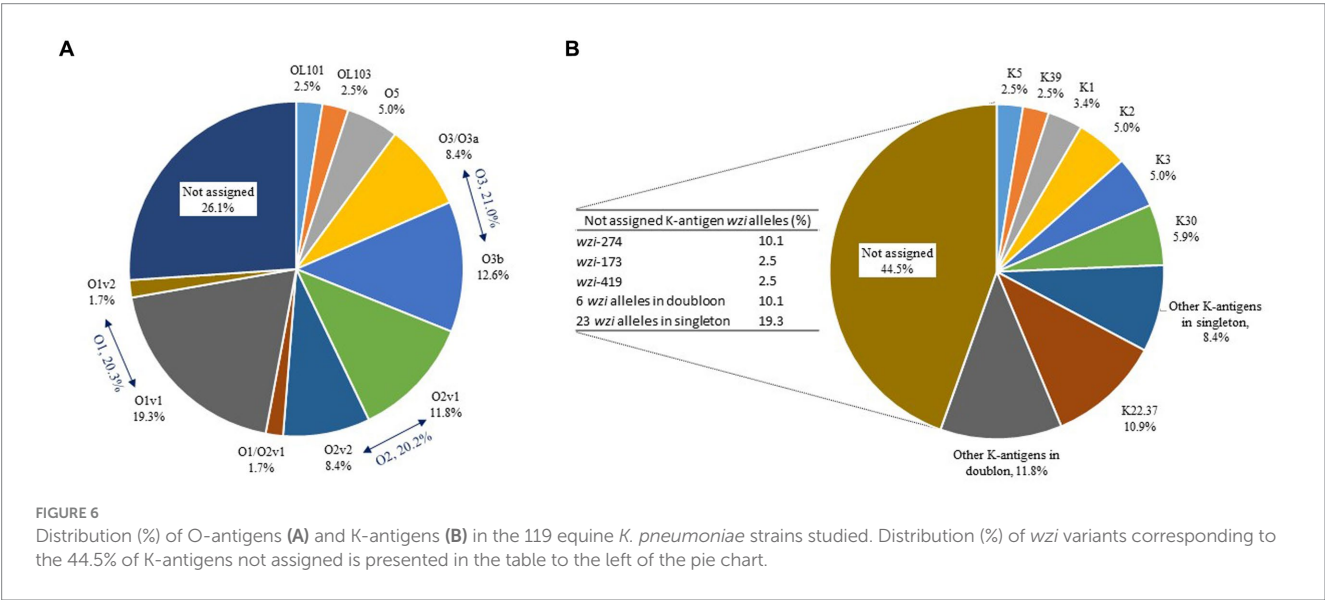 A
OL101
2.5%
OL103
2.5%
O5
5.0%
O3/O3a
8.4%
O3, 21.0%
O3b
12.6%
O2v1
11.8%
O2, 20.2%
O2v2
8.4%
O1/O2v1
1.7%
O1v1
19.3%
O1, 20.3%
O1v2
1.7%
Not assigned
26.1%
B
K5
2.5%
K39
2.5%
K1
3.4%
K2
5.0%
K3
5.0%
K30
5.9%
Other K-antigens
in singleton,
8.4%
K22.37
10.9%
Other K-antigens in
doublon, 11.8%
Not assigned
44.5%
Not assigned K-antigen wzi alleles (%)
wzi-274 10.1
wzi-173 2.5
wzi-419 2.5
6 wzi alleles in doubloon 10.1
23 wzi alleles in singleton 19.3
FIGURE 6
Distribution (%) of O-antigens (A) and K-antigens (B) in the 119 equine K. pneumoniae strains studied. Distribution (%) of wzi variants corresponding to
the 44.5% of K-antigens not assigned is presented in the table to the left of the pie chart.